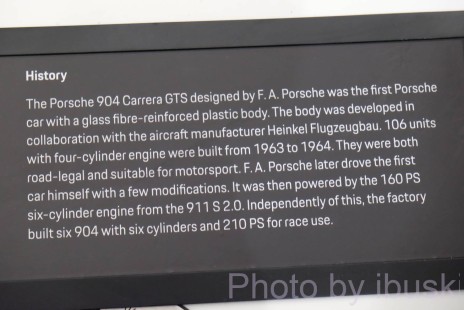 History
The Porsche 904 Carrera GTS designed by F. A. Porsche was the first Porsche
car with a glass fibre-reinforced plastic body. The body was developed in
collaboration with the aircraft manufacturer Heinkel Flugzeugbau. 106 units
with four-cylinder engine were built from 1963 to 1964. They were both
road-legal and suitable for motorsport. F. A. Porsche later drove the first
car himself with a few modifications. It was then powered by the 160 PS
six-cylinder engine from the 911 S 2.0. Independently of this, the factory
built six 904 with six cylinders and 210 PS for race use.
Photo by ibuski